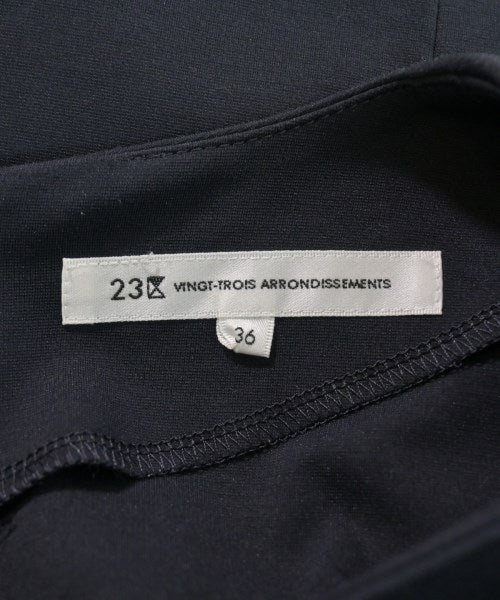 23区 VINGT-TROIS ARRONDISSEMENTS
36